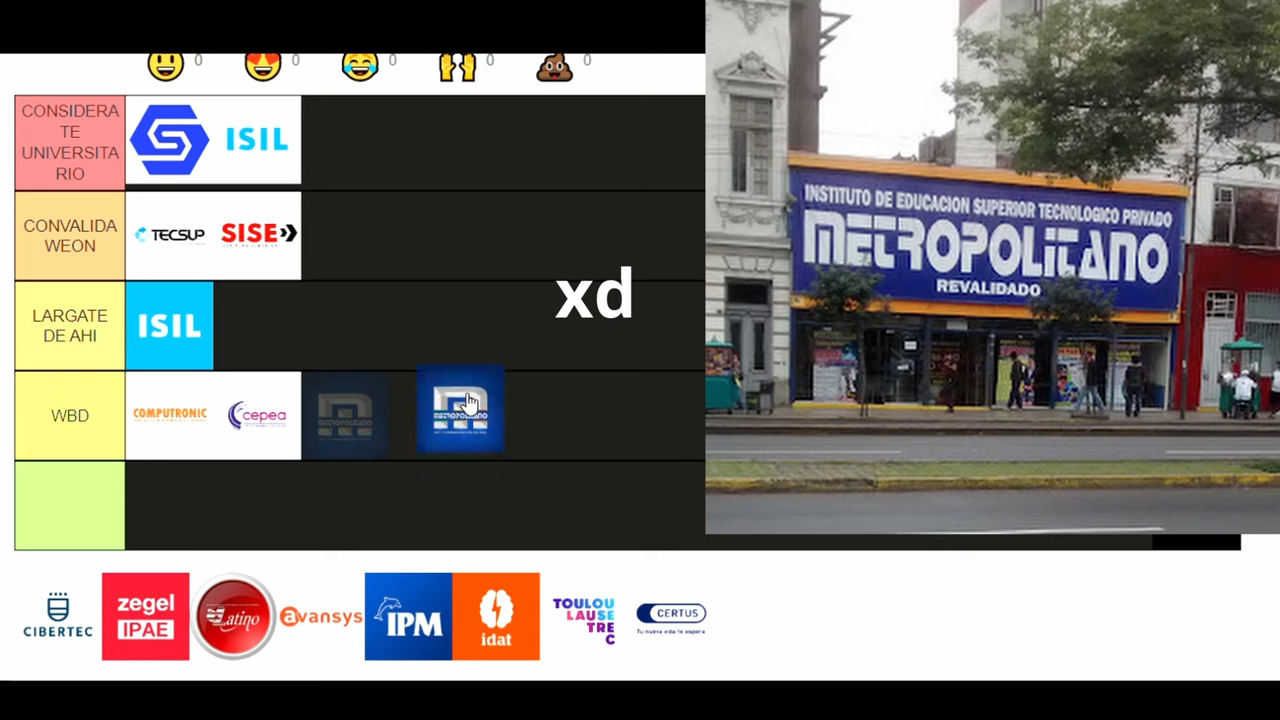 0
0
0
0
0
CONSIDERA
TE
UNIVERSITA
RIO
ISIL
CONVALIDA
WEON
TECSUP
SISE
LARGATE
DE AHI
ISIL
WBD
COMPUTRONIC
cepea
METROPOLITANO
METROPOLITANO
xd
INSTITUTO DE EDUCACION SUPERIOR TECNOLOGICO PRIVADO
METROPOLITANO
REVALIDADO
CIBERTEC
zegel
IPAE
Latino
avansys
IPM
idat
TOULOU
LAUSE
TRE
C
CERTUS
Tu nueva vida te espera